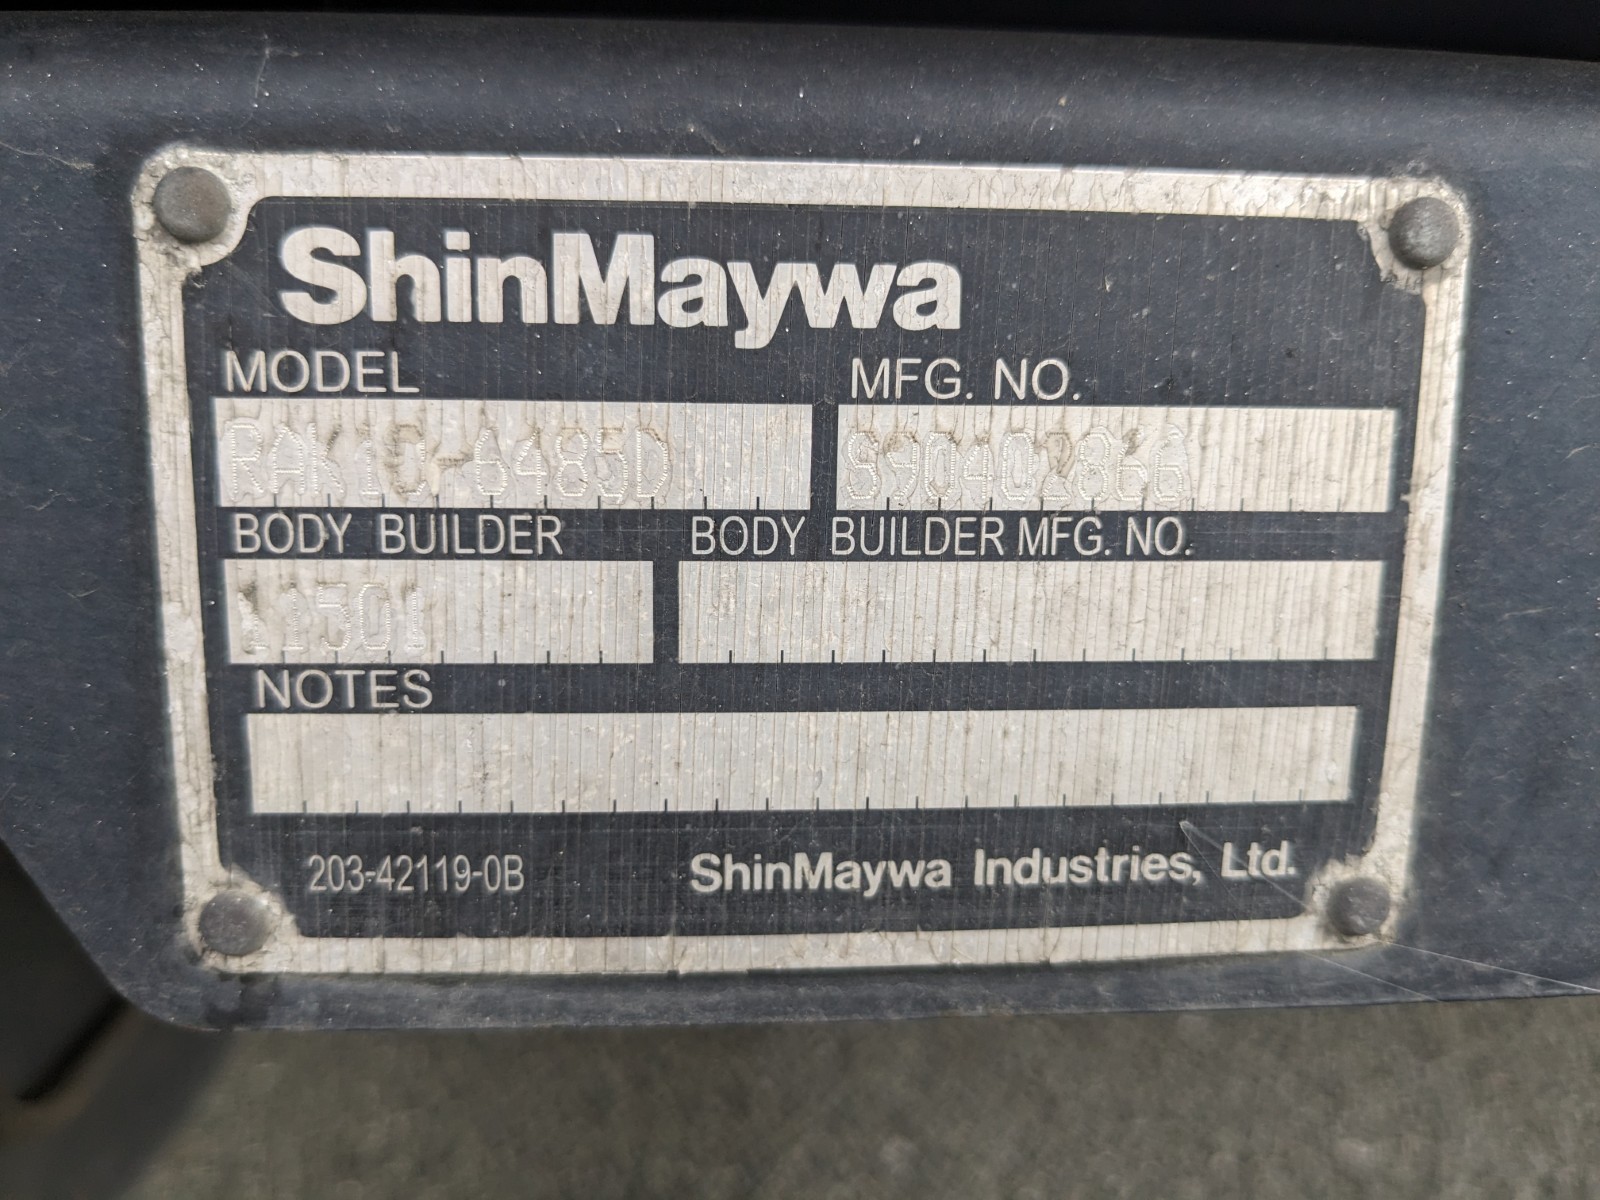 ShinMaywa
MODEL MFG. NO.
RAK10-6485D S90402866
BODY BUILDER BODY BUILDER MFG. NO.
11501
NOTES
203-42119-0B ShinMaywa Industries, Ltd.